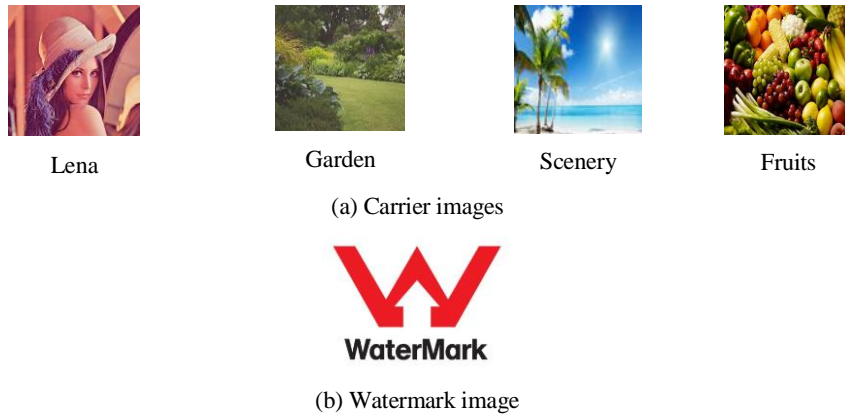 Lena
Garden
Scenery
Fruits
(a) Carrier images
WaterMark
(b) Watermark image